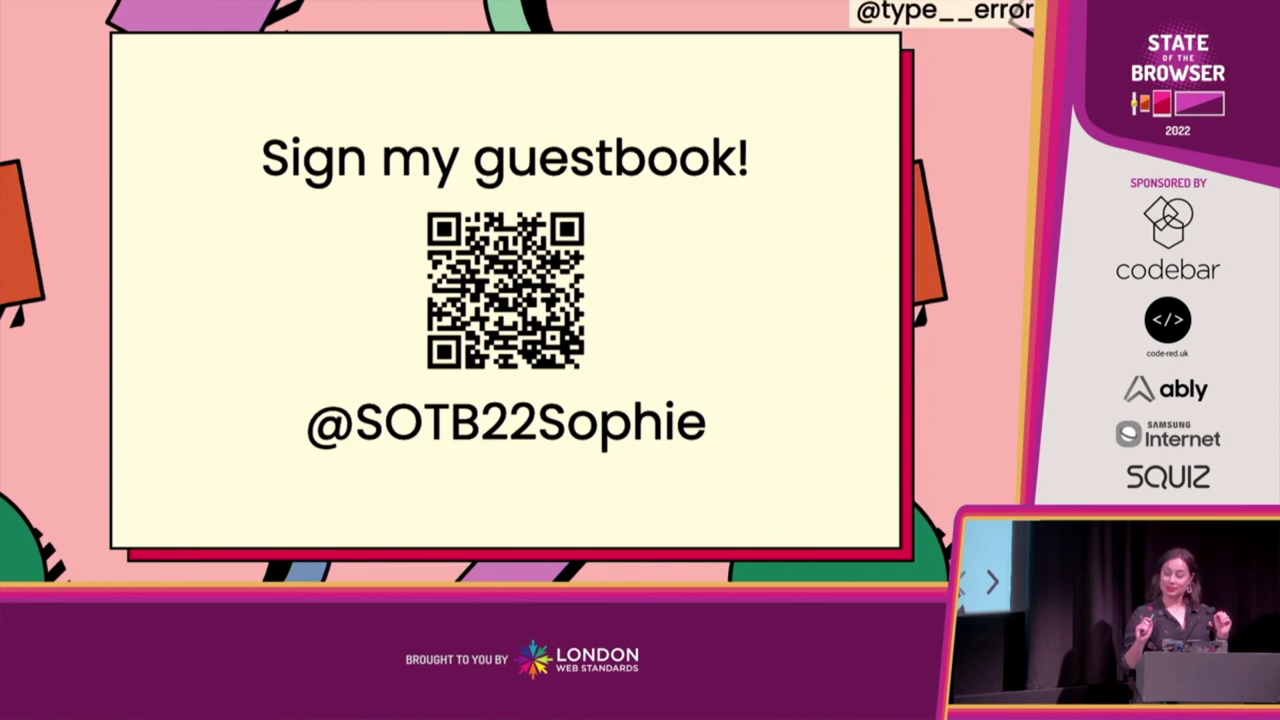 @type__error
Sign my guestbook!
@SOTB22Sophie
STATE
OF THE
BROWSER
2022
SPONSORED BY
codebar
</>
code-red.uk
ably
SAMSUNG
Internet
SQUIZ
BROUGHT TO YOU BY
LONDON
WEB STANDARDS